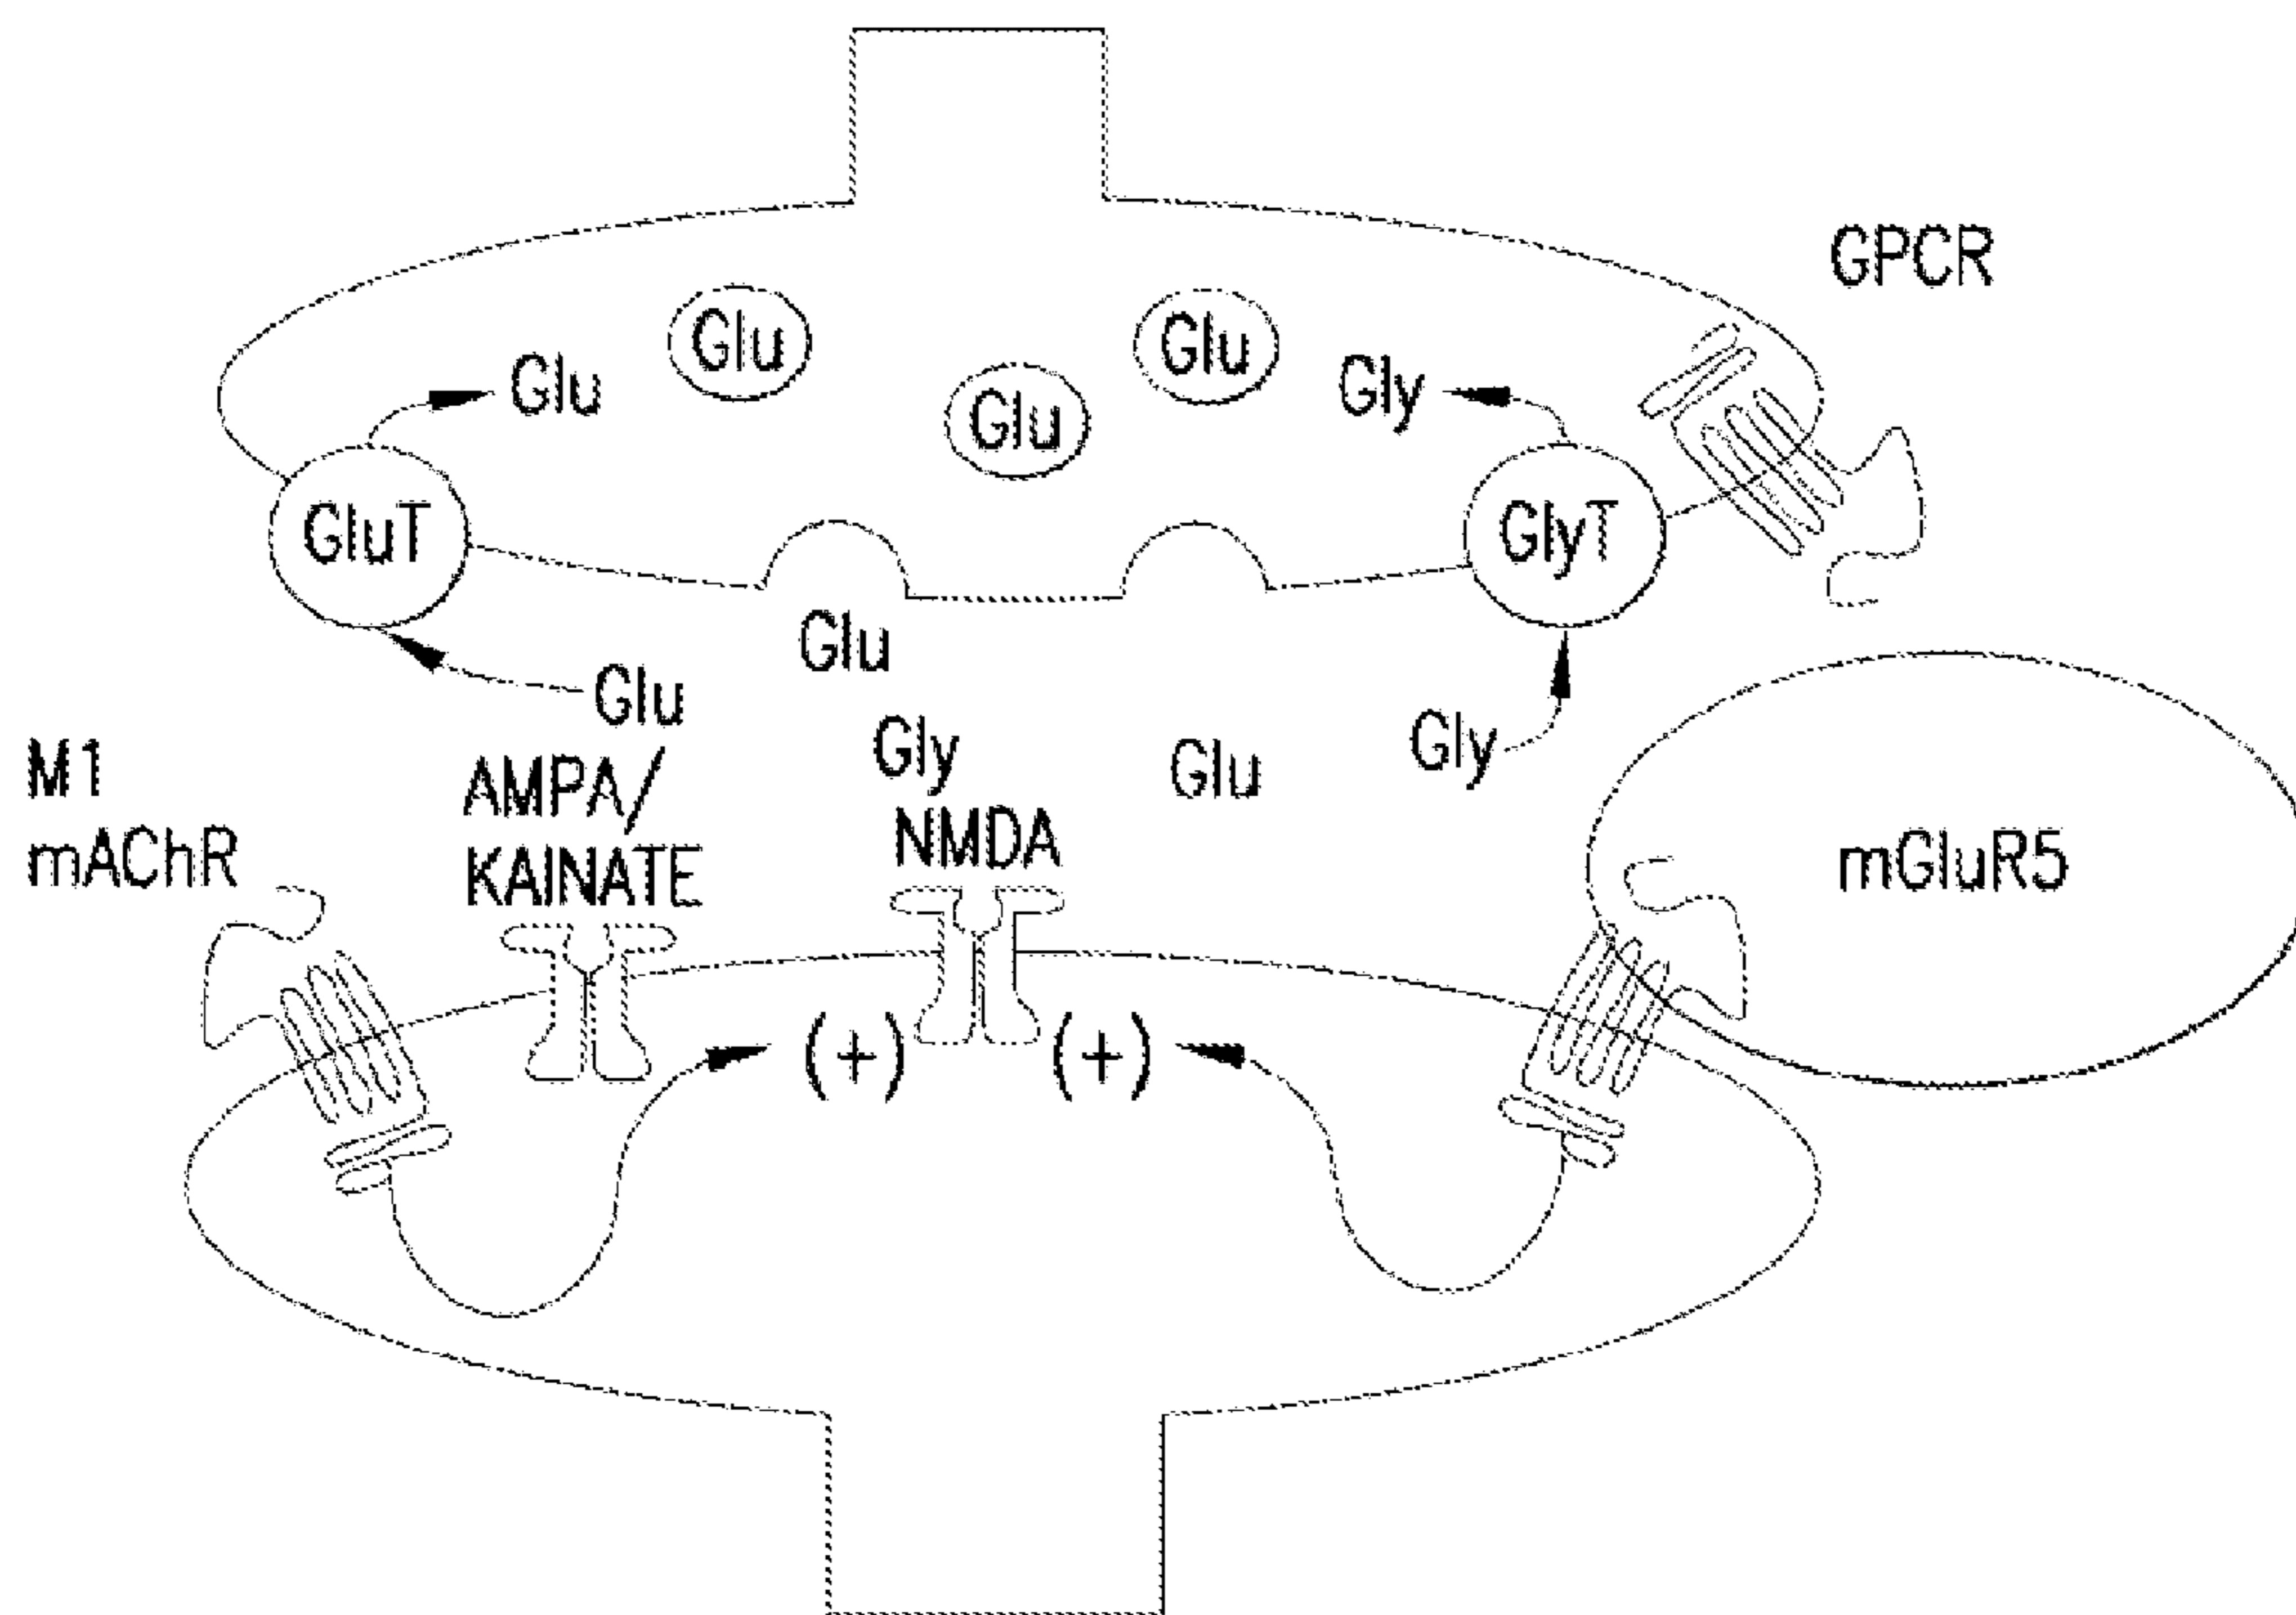 GPCR
Glu
Glu
Glu
Glu
Gly
GluT
GlyT
Glu
Glu
Gly
Glu
Gly
M1
mAChR
AMPA/
KAINATE
NMDA
mGluR5
(+)
(+)